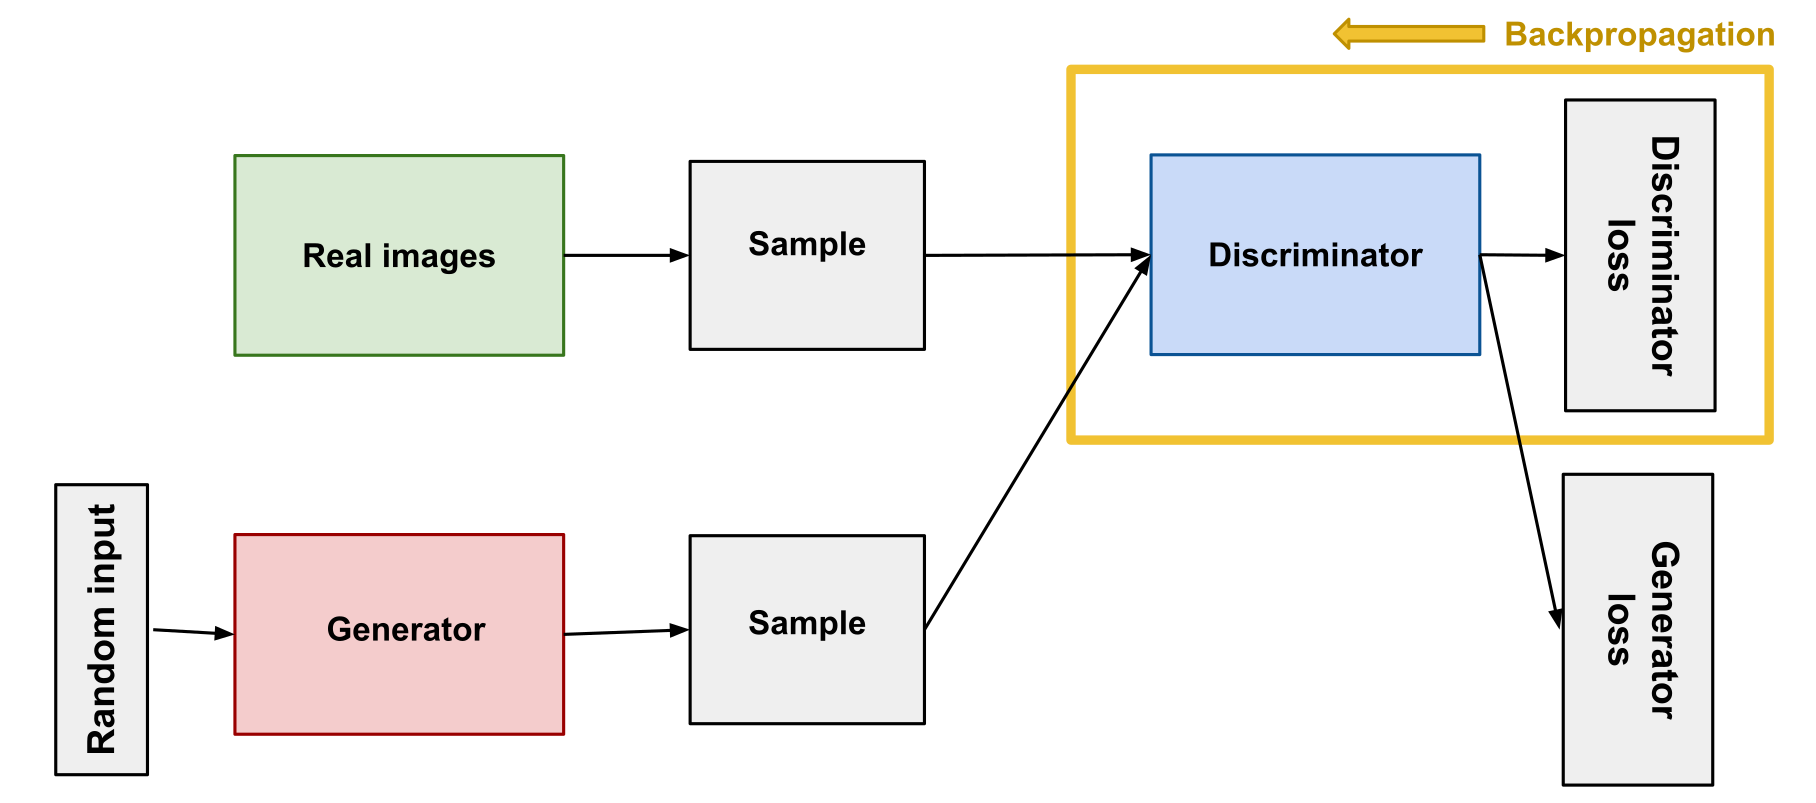 Backpropagation
Real images
Sample
Discriminator
Discriminator
loss
Random input
Generator
Sample
Generator
loss